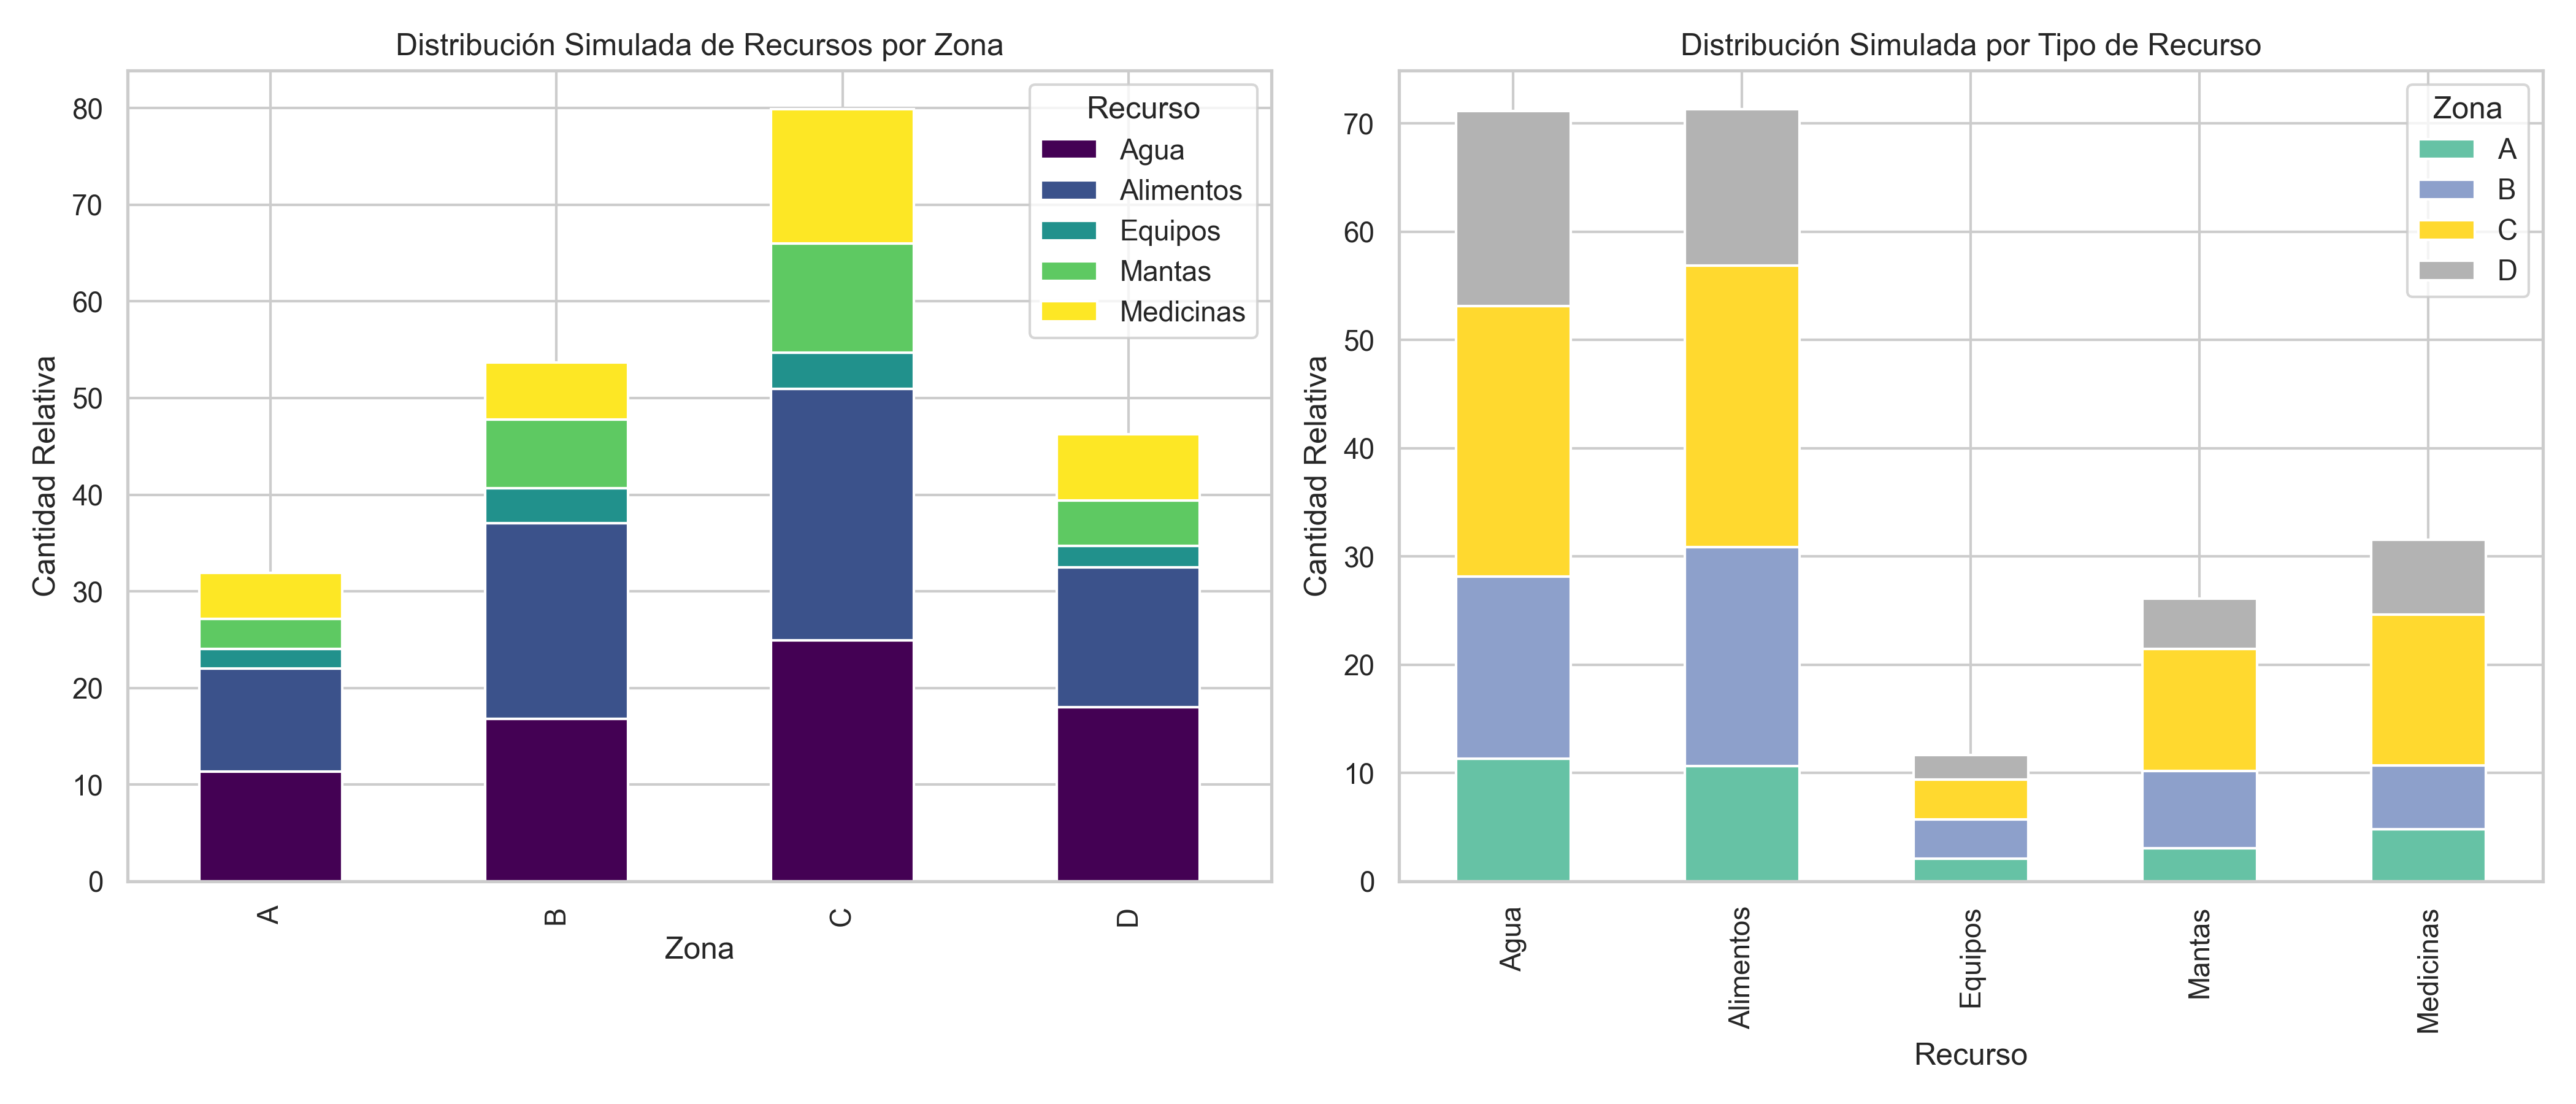 Distribución Simulada de Recursos por Zona
Cantidad Relativa
80
70
60
50
40
30
20
10
0
Recurso
Agua
Alimentos
Equipos
Mantas
Medicinas
A
B
C
D
Zona
Distribución Simulada por Tipo de Recurso
Cantidad Relativa
70
60
50
40
30
20
10
0
Zona
A
B
C
D
Agua
Alimentos
Equipos
Mantas
Medicinas
Recurso